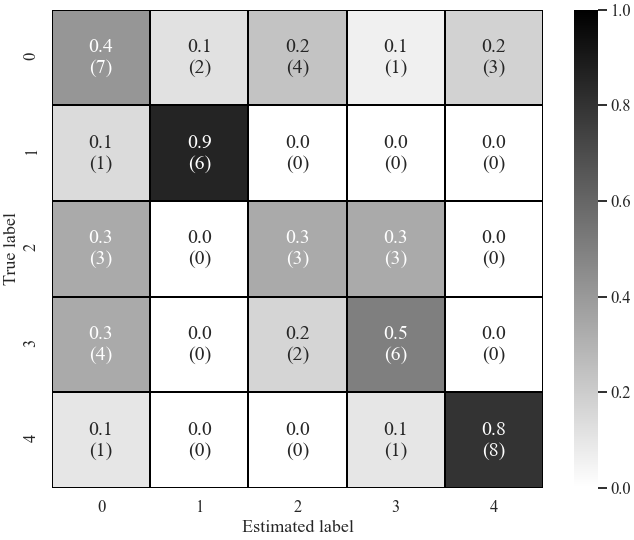 0.4 0.1 0.2 0.1 0.2 1.0
0 (7) (2) (4) (1) (3)
0.8
0.1 0.9 0.0 0.0 0.0
1 (1) (6) (0) (0) (0)
0.6
True label
0.3 0.0 0.3 0.3 0.0
2 (3) (0) (3) (3) (0)
0.4
0.3 0.0 0.2 0.5 0.0
3 (4) (0) (2) (6) (0)
0.2
0.1 0.0 0.0 0.1 0.8
4 (1) (0) (0) (1) (8)
0.0
0 1 2 3 4
Estimated label